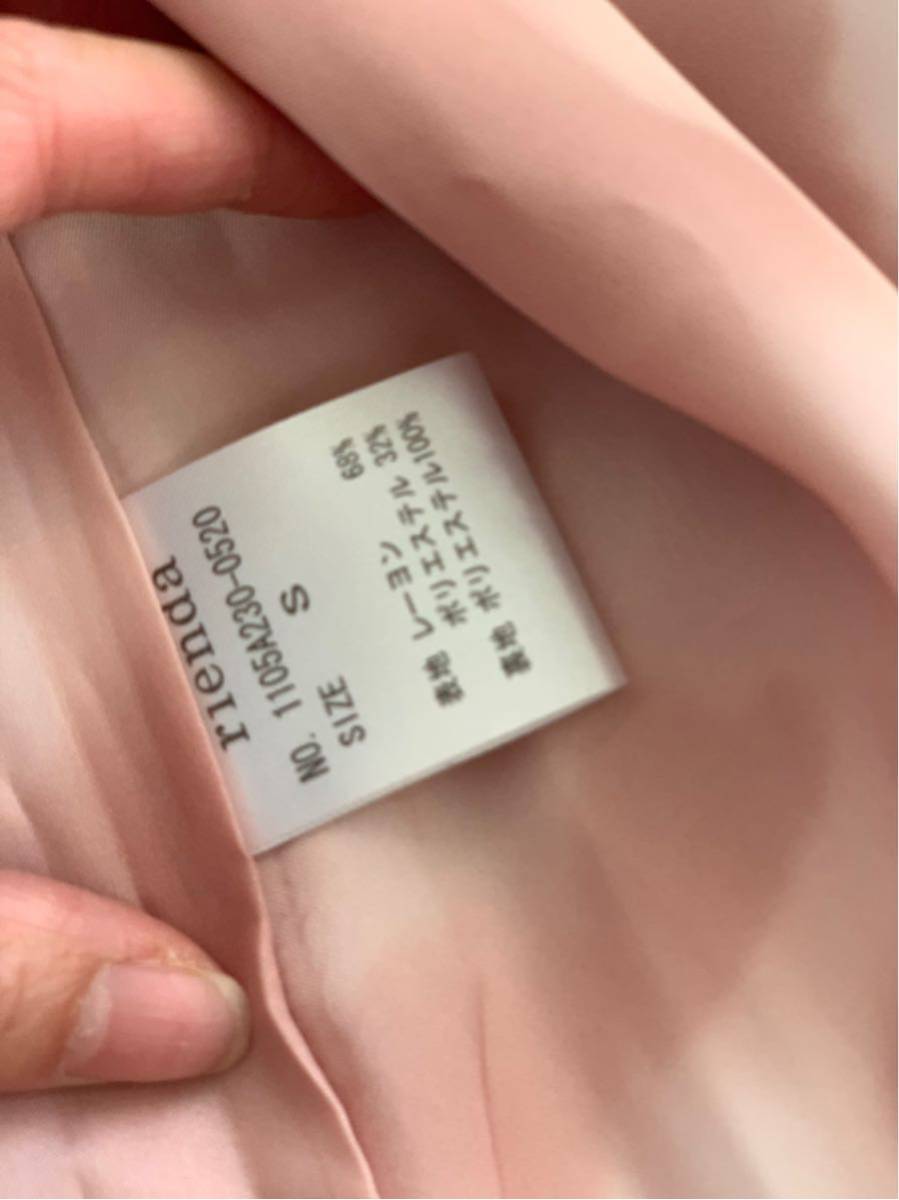 rienda
NO. 1105A230-0520
SIZE S
表地 レーヨン 68%
ポリエステル 32%
裏地 ポリエステル100%